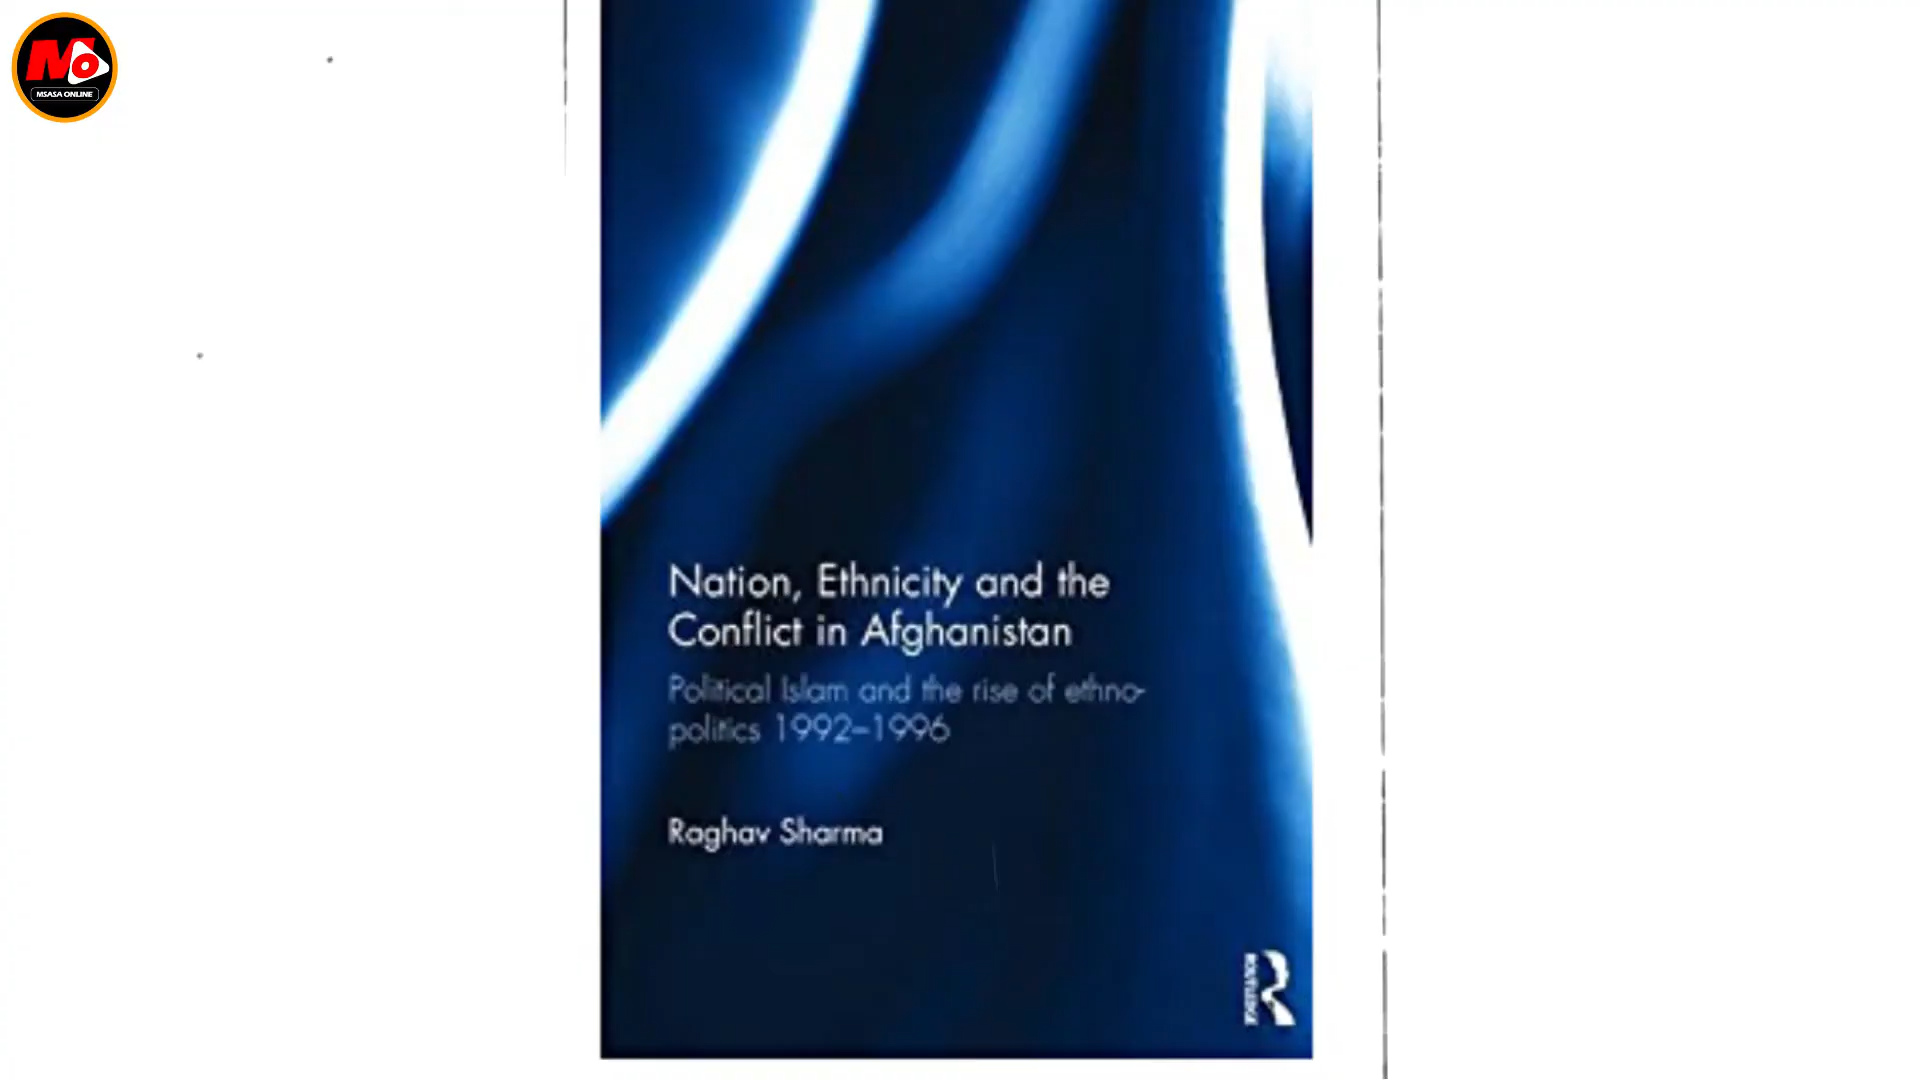 Mo
MSASA ONLINE
Nation, Ethnicity and the
Conflict in Afghanistan
Political Islam and the rise of ethno-
politics 1992–1996
Raghav Sharma
ROUTLEDGE